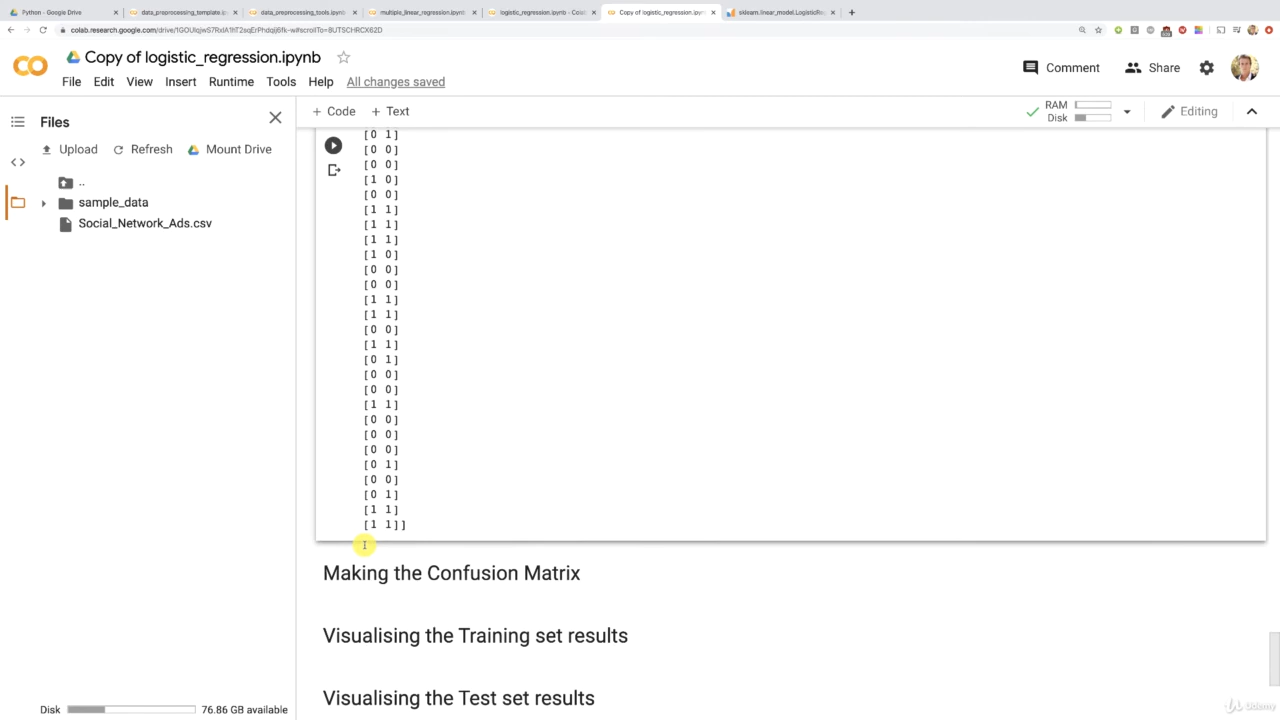 Python - Google Drive
data_preprocessing_template.ip
data_preprocessing_tools.ipynb
multiple_linear_regression.ipynb
logistic_regression.ipynb - Colab
Copy of logistic_regression.ipyn
sklearn.linear_model.LogisticReg
Copy of logistic_regression.ipynb
File Edit View Insert Runtime Tools Help All changes saved
Comment Share
Files
+ Code + Text
RAM
Disk
Editing
Upload Refresh Mount Drive
..
sample_data
Social_Network_Ads.csv
[0 1]
[0 0]
[0 0]
[1 0]
[0 0]
[1 1]
[1 1]
[1 1]
[1 0]
[0 0]
[0 0]
[1 1]
[1 1]
[0 0]
[1 1]
[0 1]
[0 0]
[0 0]
[1 1]
[0 0]
[0 0]
[0 0]
[0 1]
[0 0]
[0 1]
[1 1]
[1 1]]
Making the Confusion Matrix
Visualising the Training set results
Visualising the Test set results
Disk 76.86 GB available
Udemy